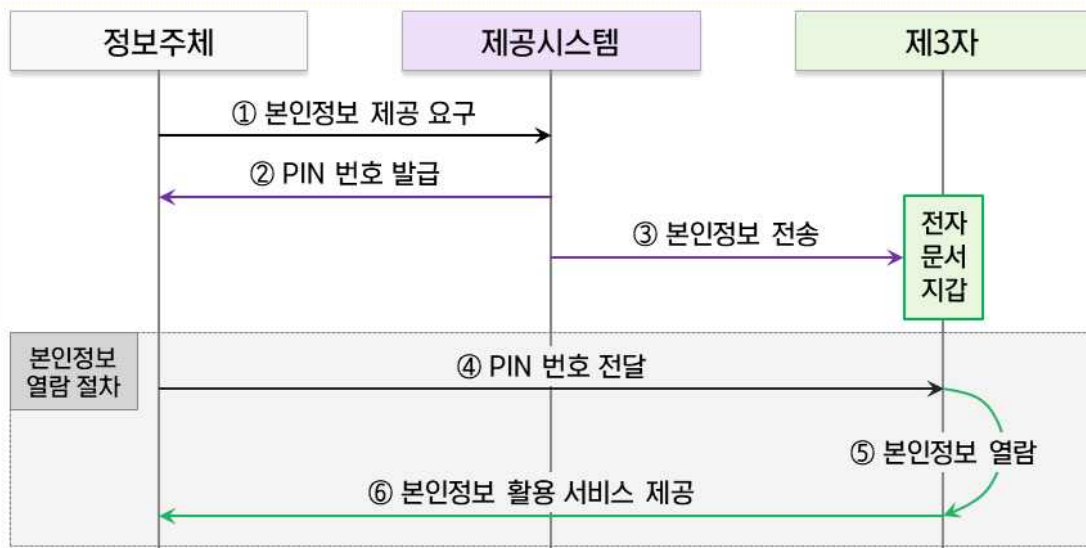 정보주체
제공시스템
제3자
① 본인정보 제공 요구
② PIN 번호 발급
③ 본인정보 전송
전자
문서
지갑
본인정보
열람 절차
④ PIN 번호 전달
⑤ 본인정보 열람
⑥ 본인정보 활용 서비스 제공